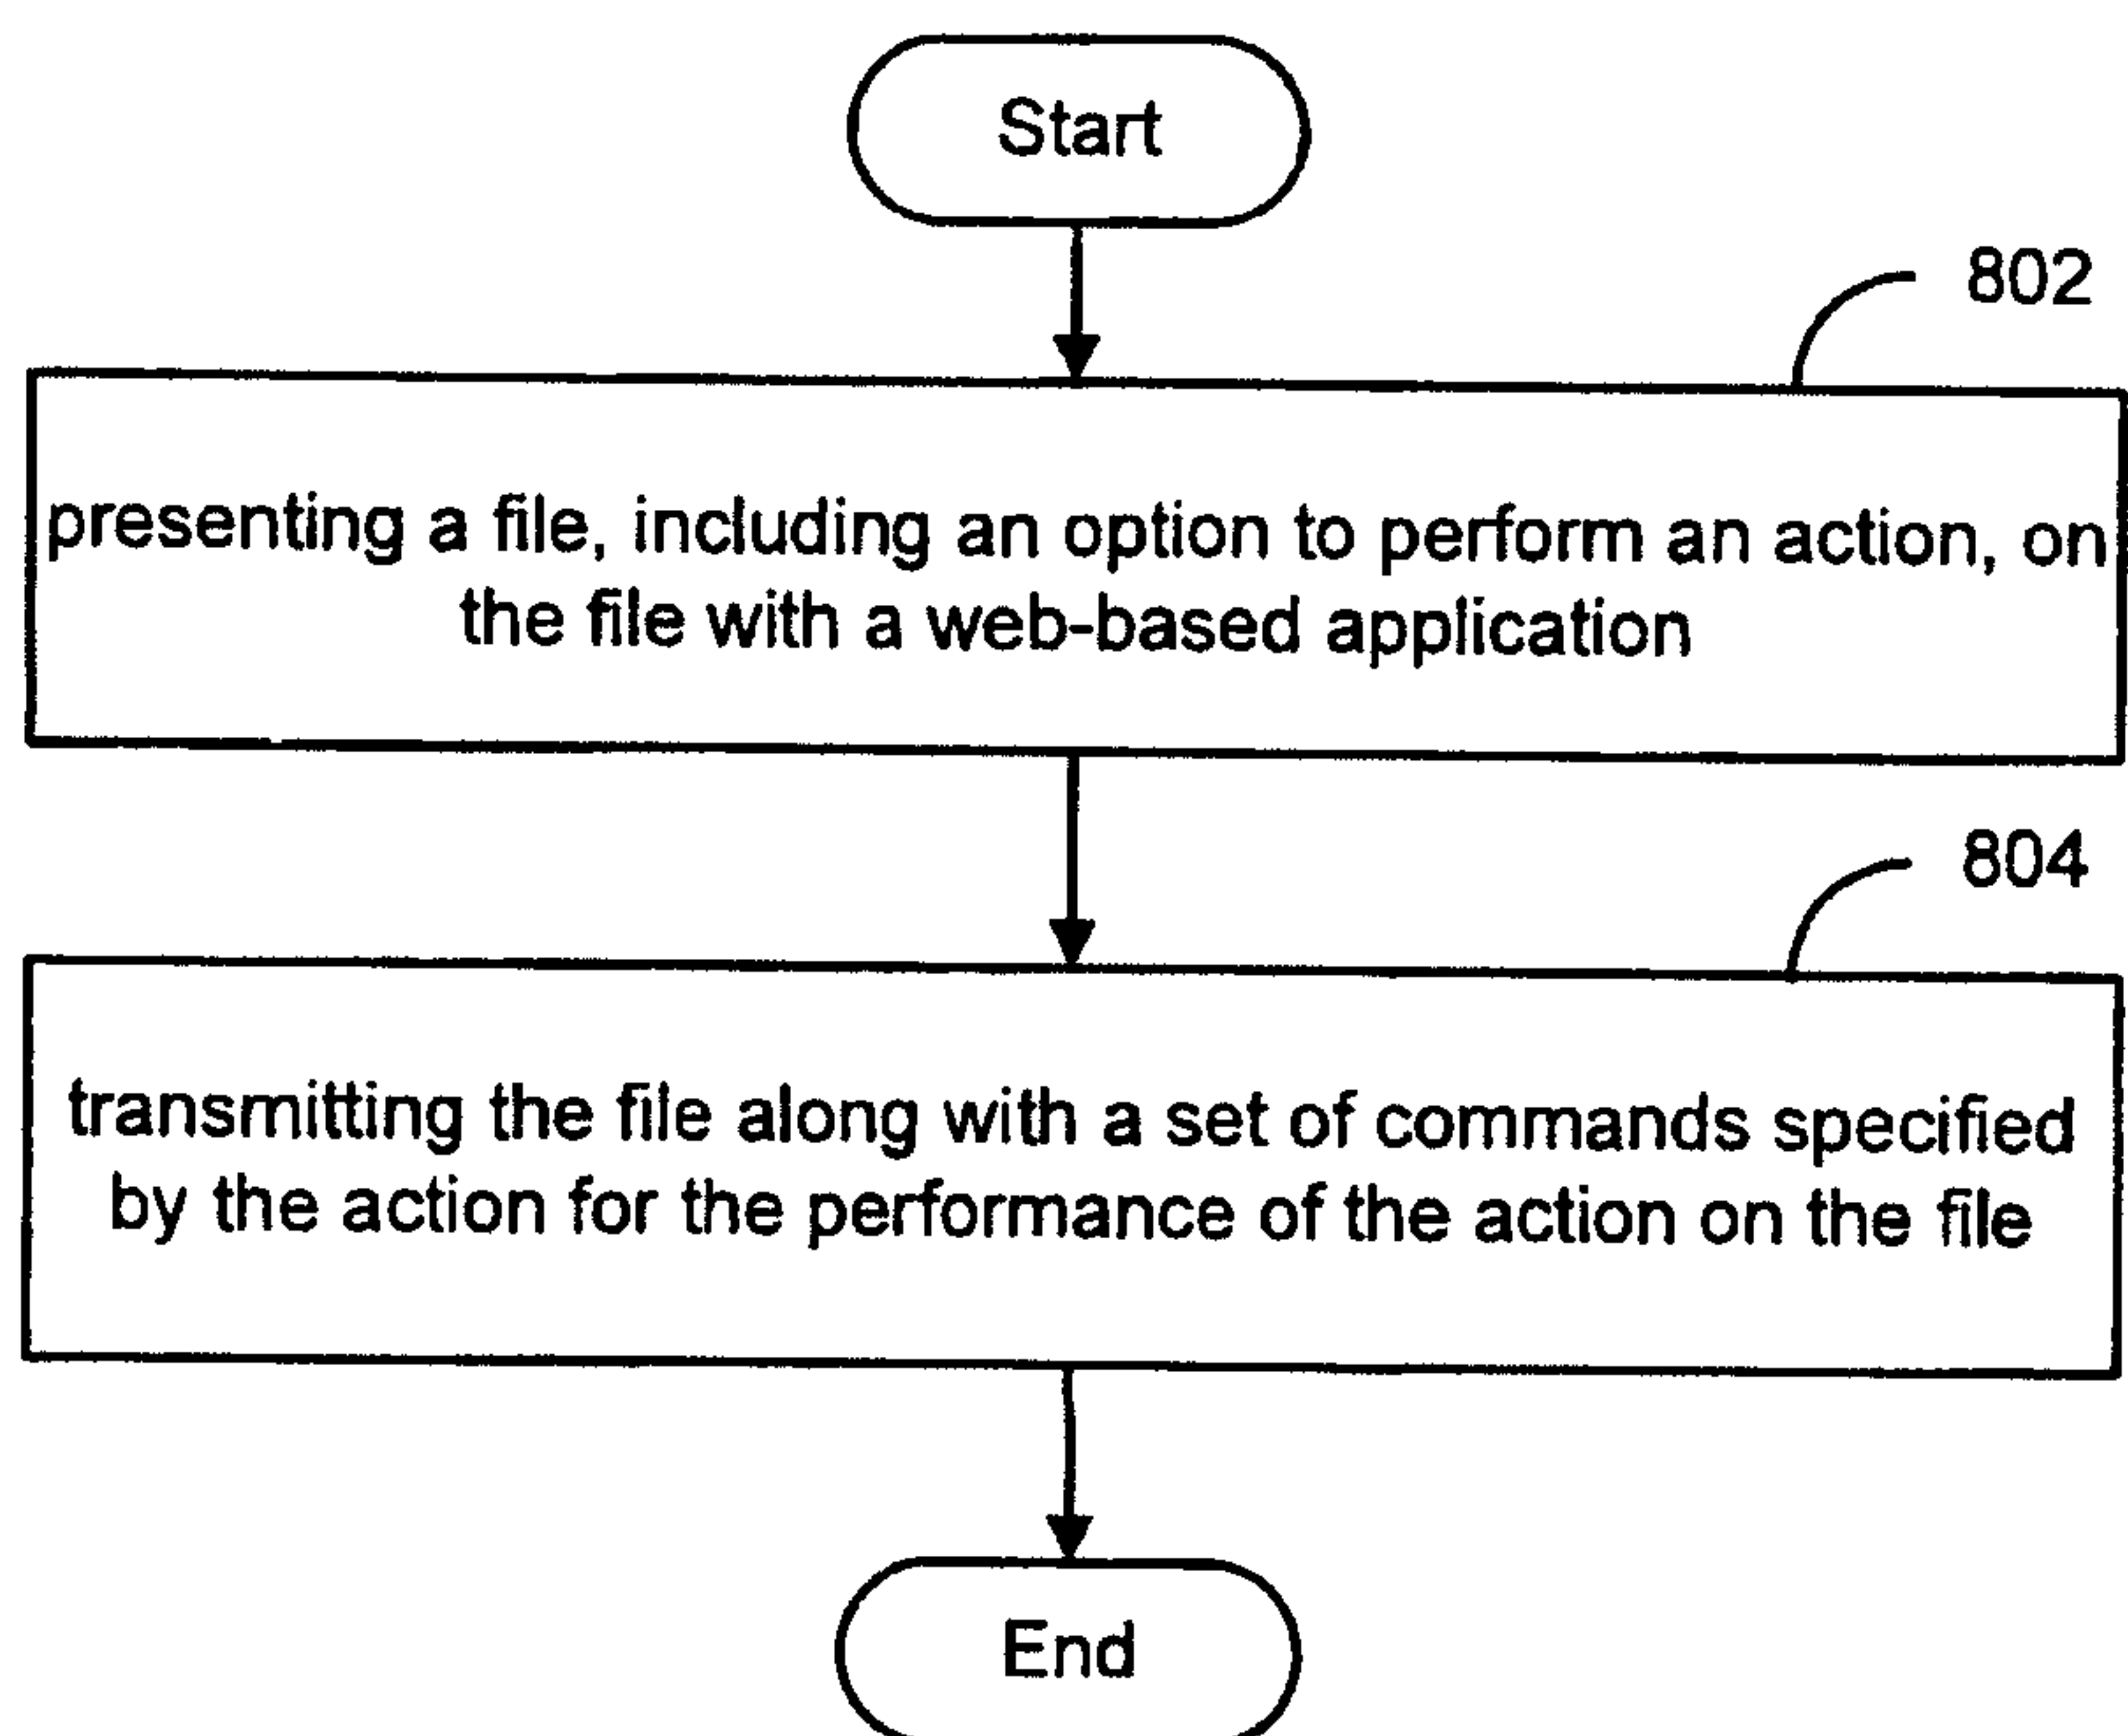 Start
802
presenting a file, including an option to perform an action, on
the file with a web-based application
804
transmitting the file along with a set of commands specified
by the action for the performance of the action on the file
End